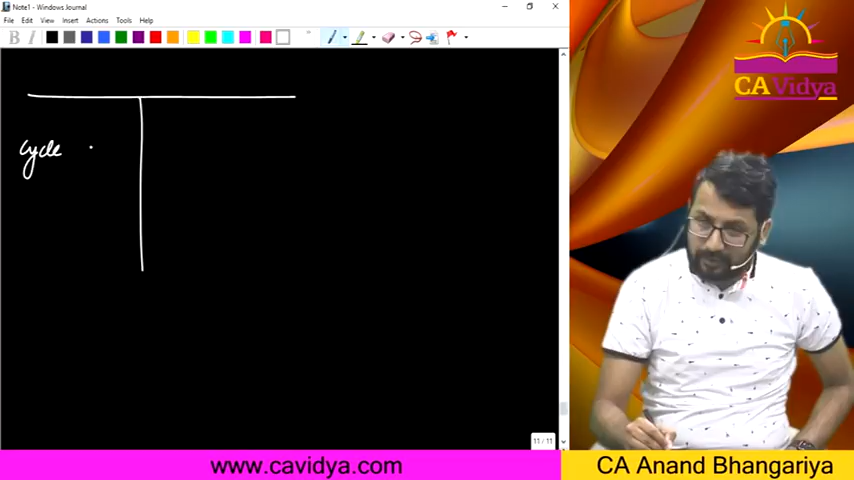 Note1 - Windows Journal
File Edit View Insert Actions Tools Help
B I
cycle
11 / 11
CA Vidya
www.cavidya.com
CA Anand Bhangariya